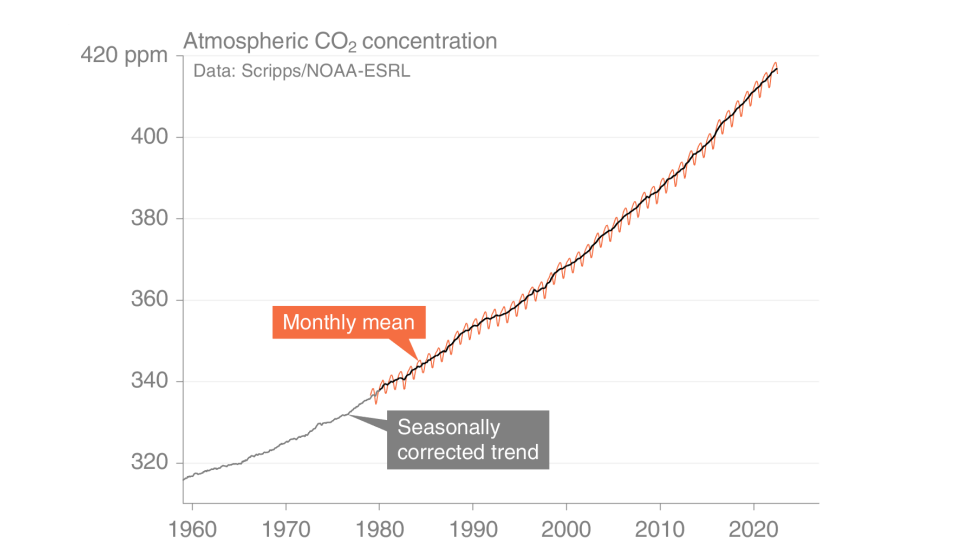 Atmospheric CO₂ concentration
420 ppm
Data: Scripps/NOAA-ESRL
400
380
360
Monthly mean
340
Seasonally
corrected trend
320
1960 1970 1980 1990 2000 2010 2020